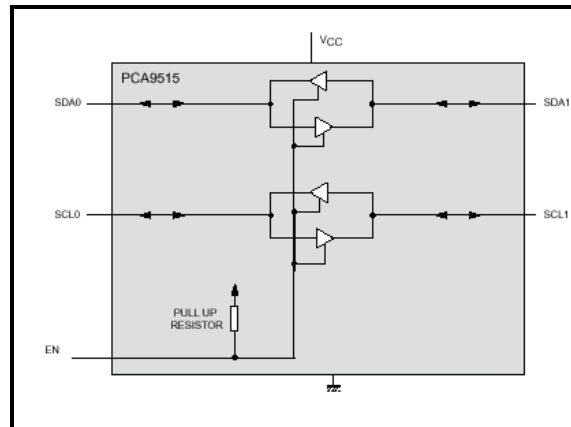 VCC
PCA9515
SDA0
SDA1
SCL0
SCL1
PULL UP
RESISTOR
EN